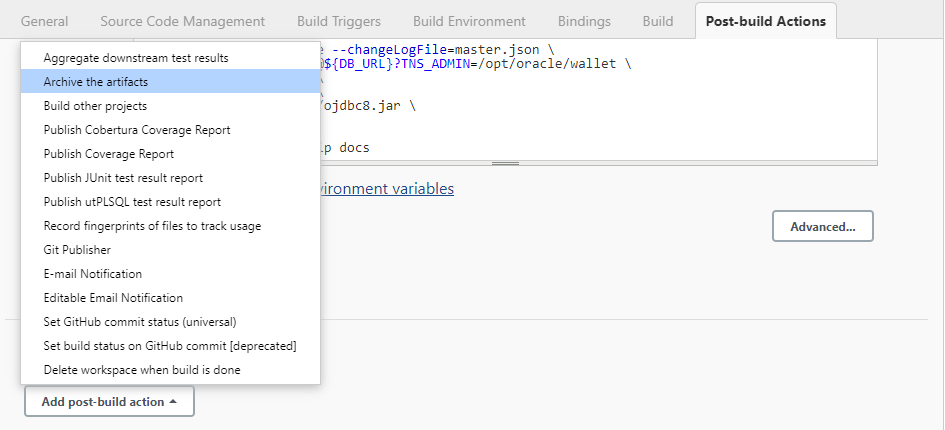 General Source Code Management Build Triggers Build Environment Bindings Build Post-build Actions
--changeLogFile=master.json \
${DB_URL}?TNS_ADMIN=/opt/oracle/wallet \
\
\
/ojdbc8.jar \
docs
vironment variables
Advanced...
Aggregate downstream test results
Archive the artifacts
Build other projects
Publish Cobertura Coverage Report
Publish Coverage Report
Publish JUnit test result report
Publish utPLSQL test result report
Record fingerprints of files to track usage
Git Publisher
E-mail Notification
Editable Email Notification
Set GitHub commit status (universal)
Set build status on GitHub commit [deprecated]
Delete workspace when build is done
Add post-build action